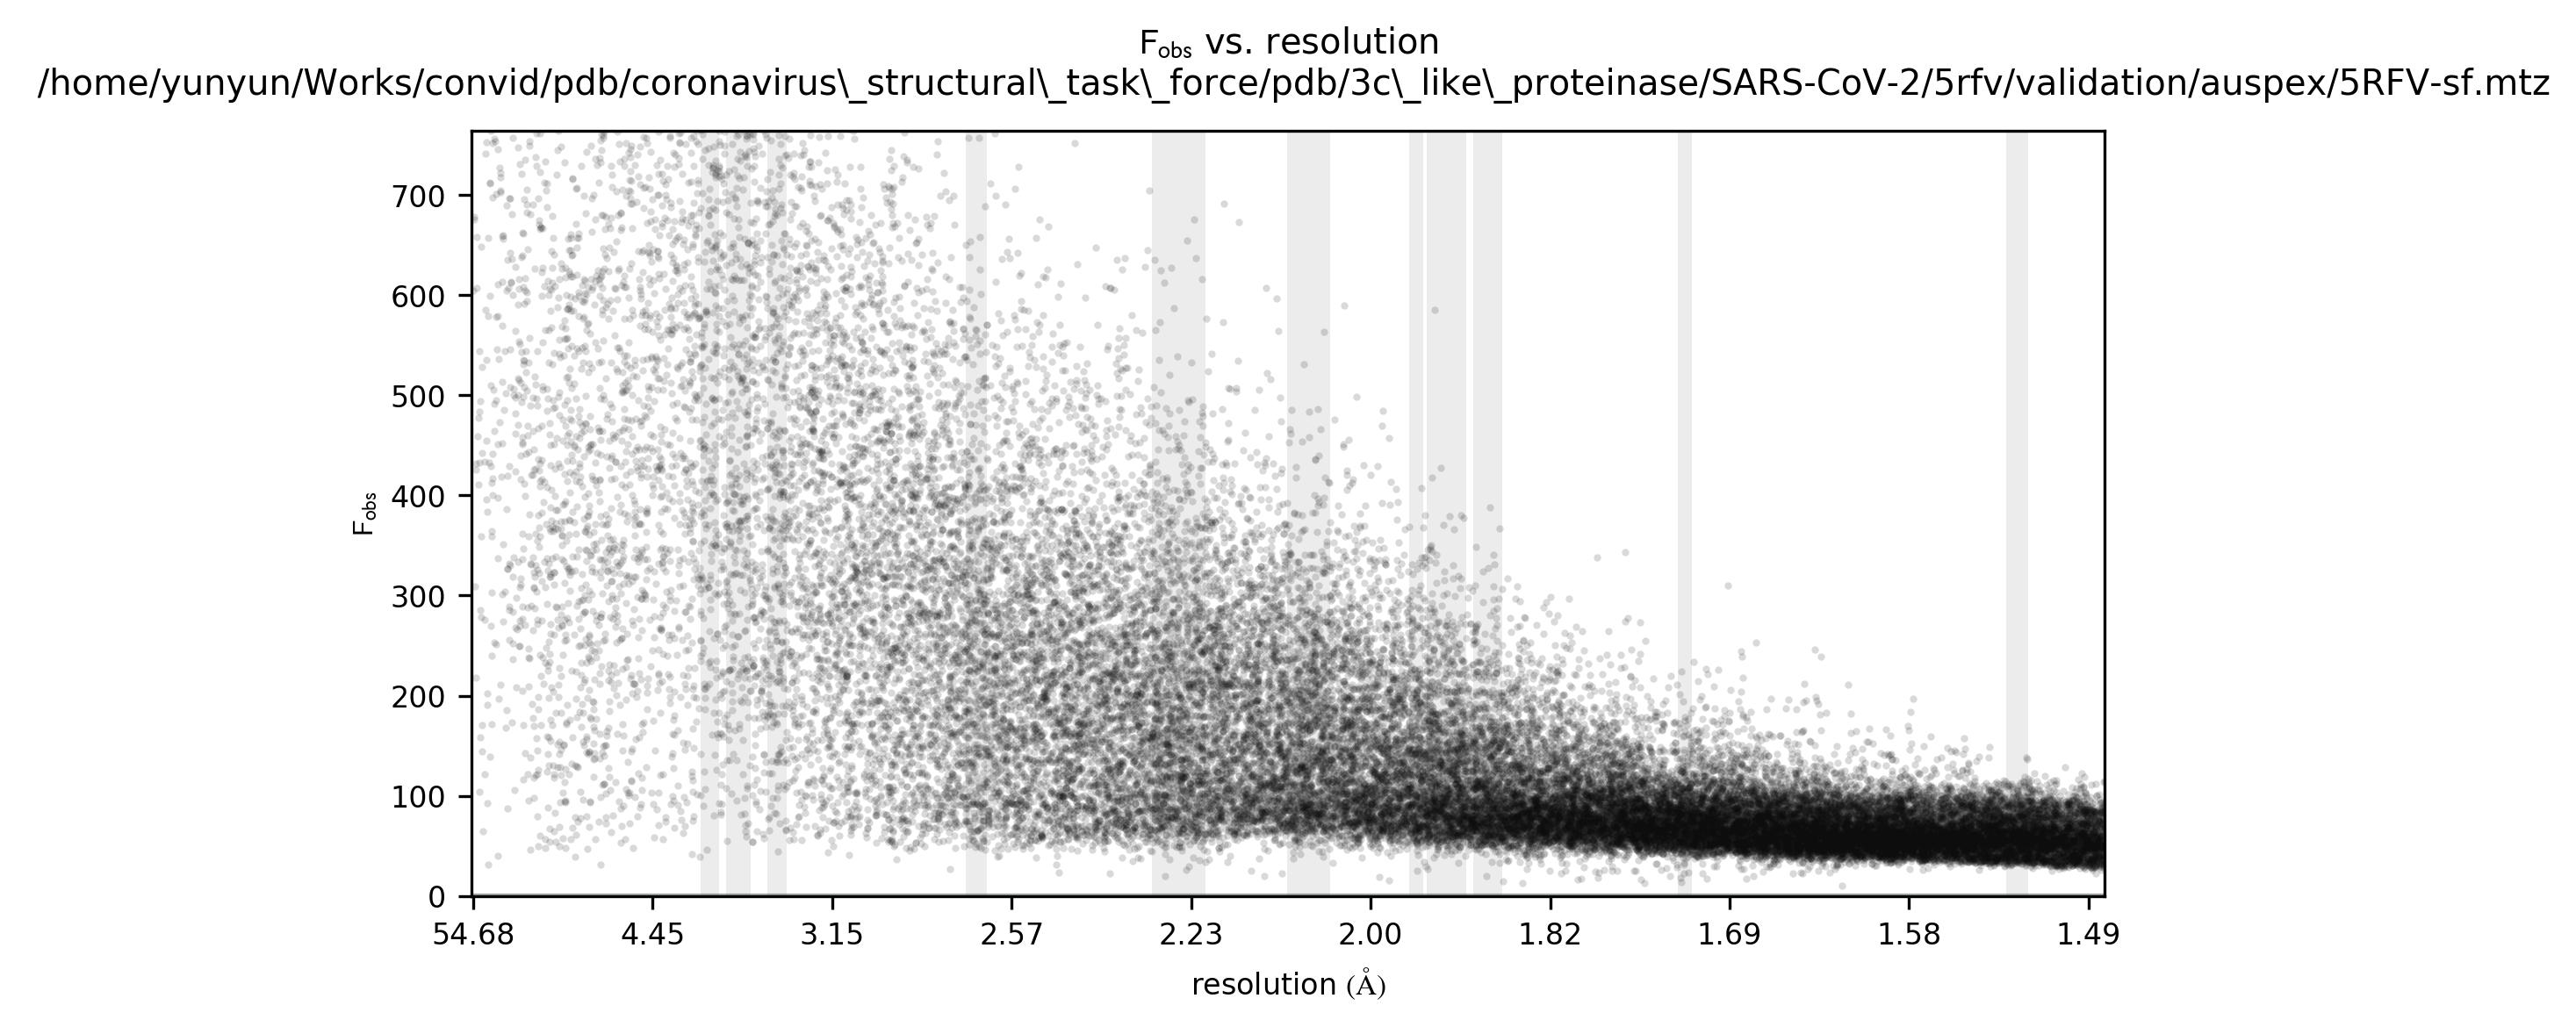 F_obs vs. resolution
/home/yunyun/Works/convid/pdb/coronavirus\_structural\_task\_force/pdb/3c\_like\_proteinase/SARS-CoV-2/5rfv/validation/auspex/5RFV-sf.mtz
F_obs
700
600
500
400
300
200
100
0
54.68 4.45 3.15 2.57 2.23 2.00 1.82 1.69 1.58 1.49
resolution (Å)